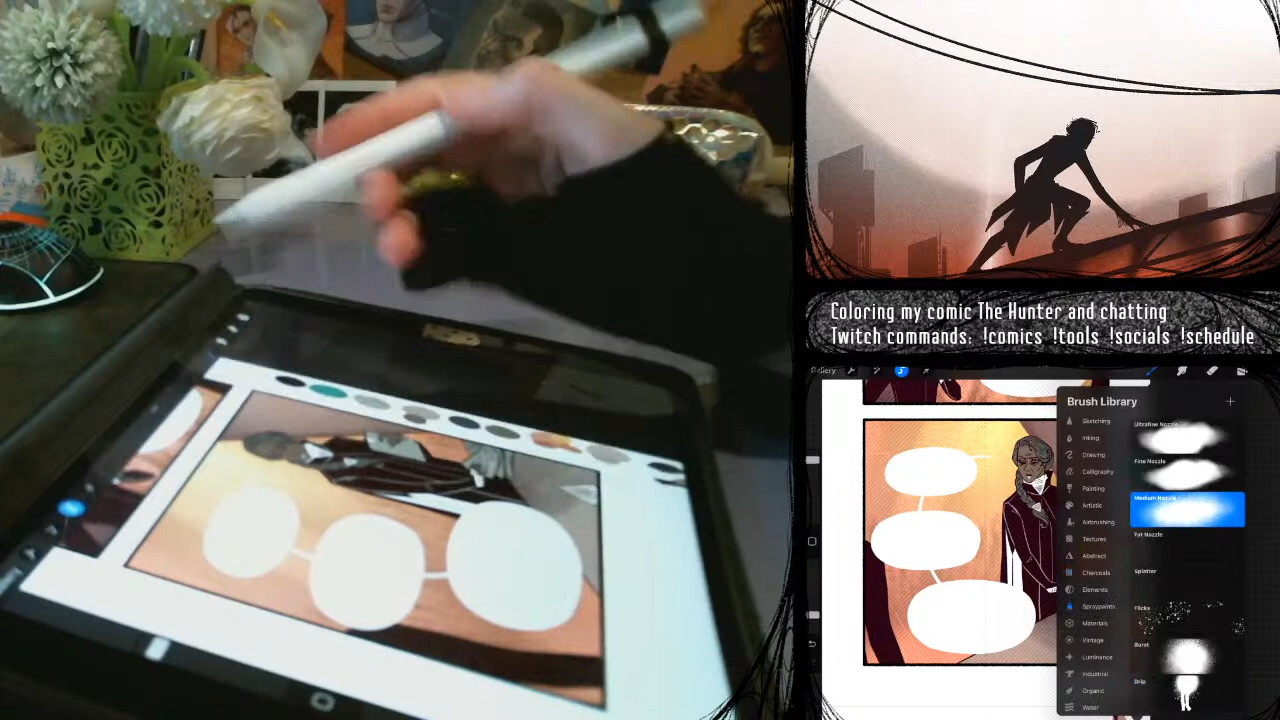 Coloring my comic The Hunter and chatting
Twitch commands: !comics !tools !socials !schedule
Gallery
Brush Library
Sketching
Inking
Drawing
Calligraphy
Painting
Artistic
Airbrushing
Textures
Abstract
Charcoals
Elements
Spraypaints
Materials
Vintage
Luminance
Industrial
Organic
Water
Ultrafine Nozzle
Fine Nozzle
Medium Nozzle
Fat Nozzle
Splatter
Flicks
Burst
Drip